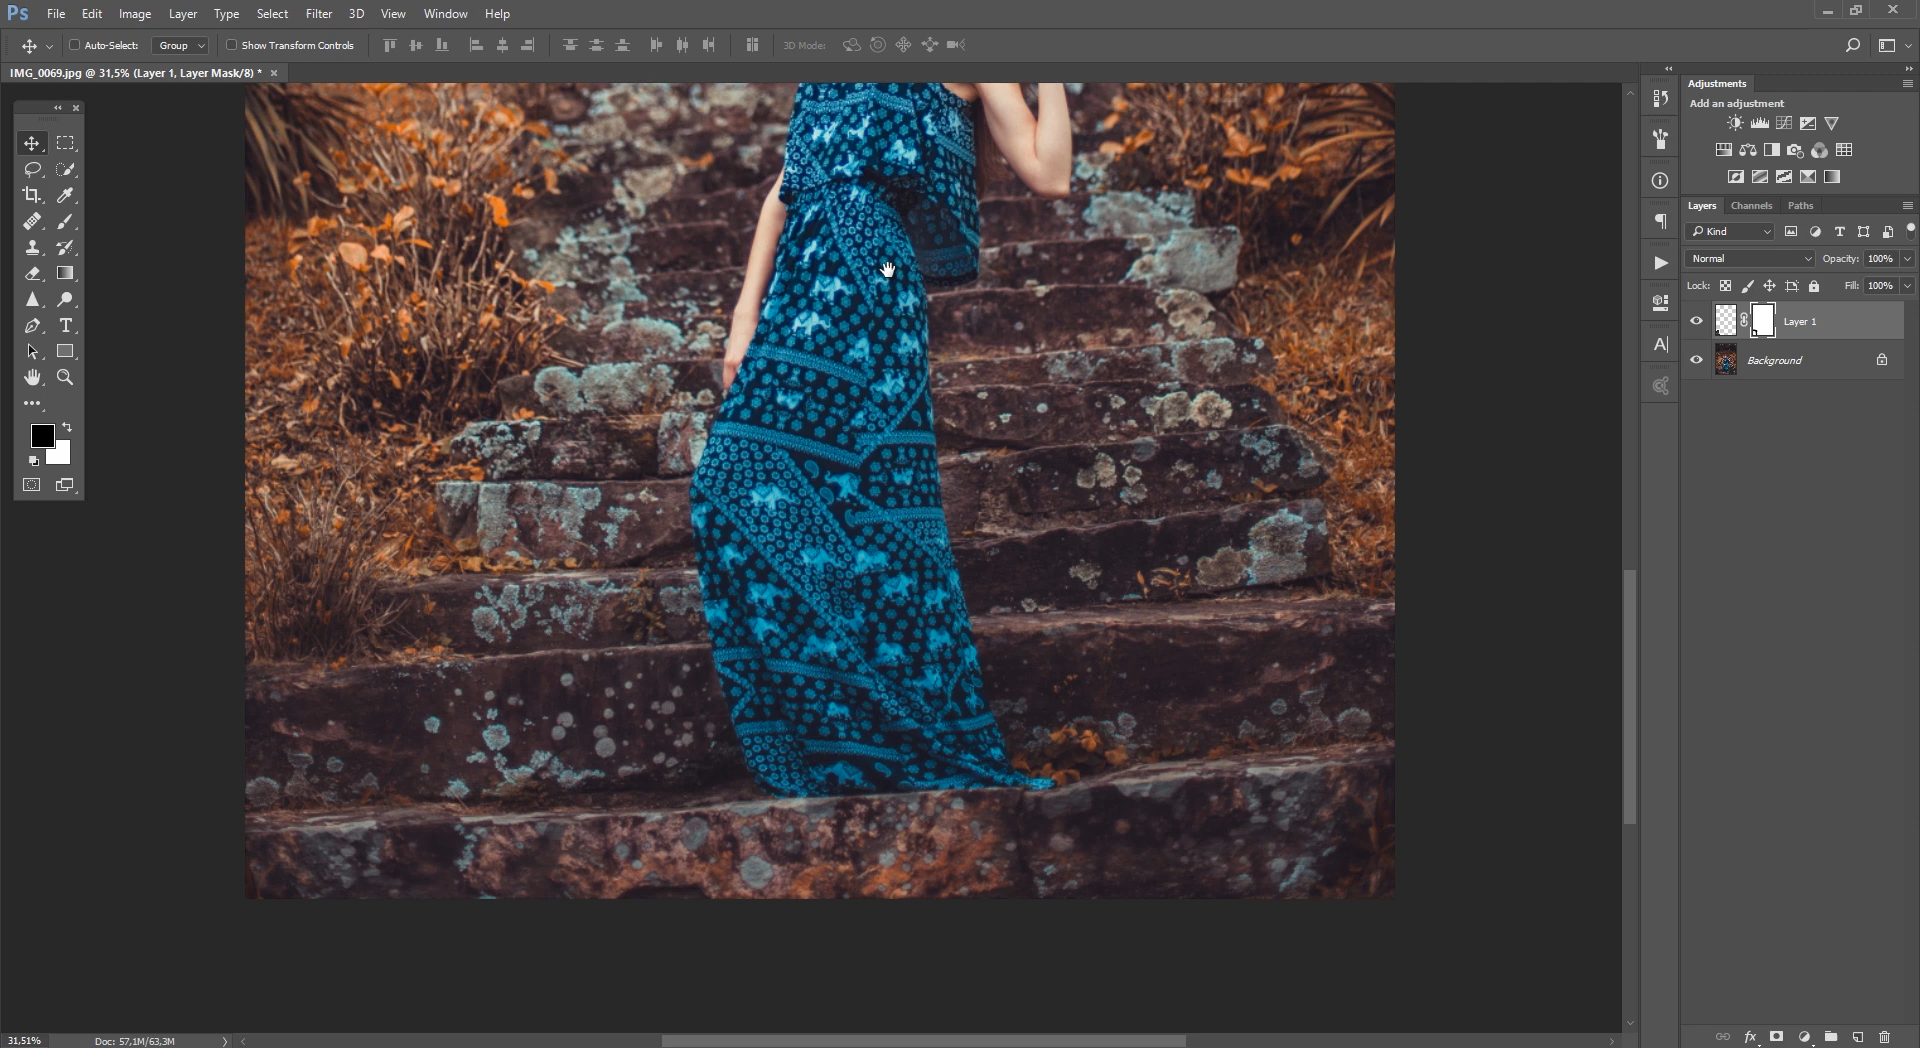 Ps File Edit Image Layer Type Select Filter 3D View Window Help
Auto-Select: Group Show Transform Controls 3D Mode:
IMG_0069.jpg @ 31,5% (Layer 1, Layer Mask/8) *
Adjustments
Add an adjustment
Layers Channels Paths
Kind
Normal Opacity: 100%
Lock: Fill: 100%
Layer 1
Background
31,51% Doc: 57,1M/63,3M